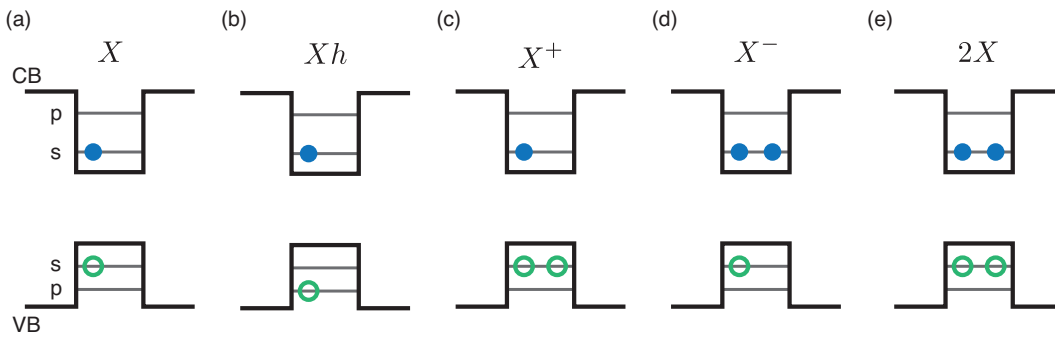 (a) (b) (c) (d) (e)
X Xh X⁺ X⁻ 2X
CB
p
s
s
p
VB